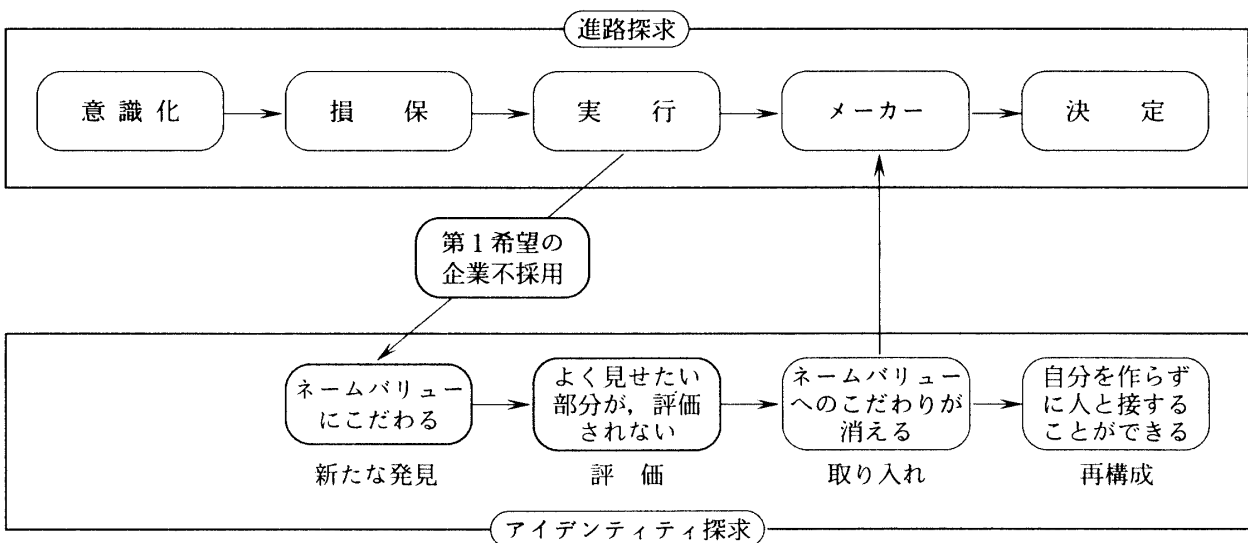 進路探求
意識化
損保
実行
メーカー
決定
第1希望の
企業不採用
ネームバリュー
にこだわる
よく見せたい
部分が，評価
されない
ネームバリュー
へのこだわりが
消える
自分を作らず
に人と接する
ことができる
新たな発見
評価
取り入れ
再構成
アイデンティティ探求